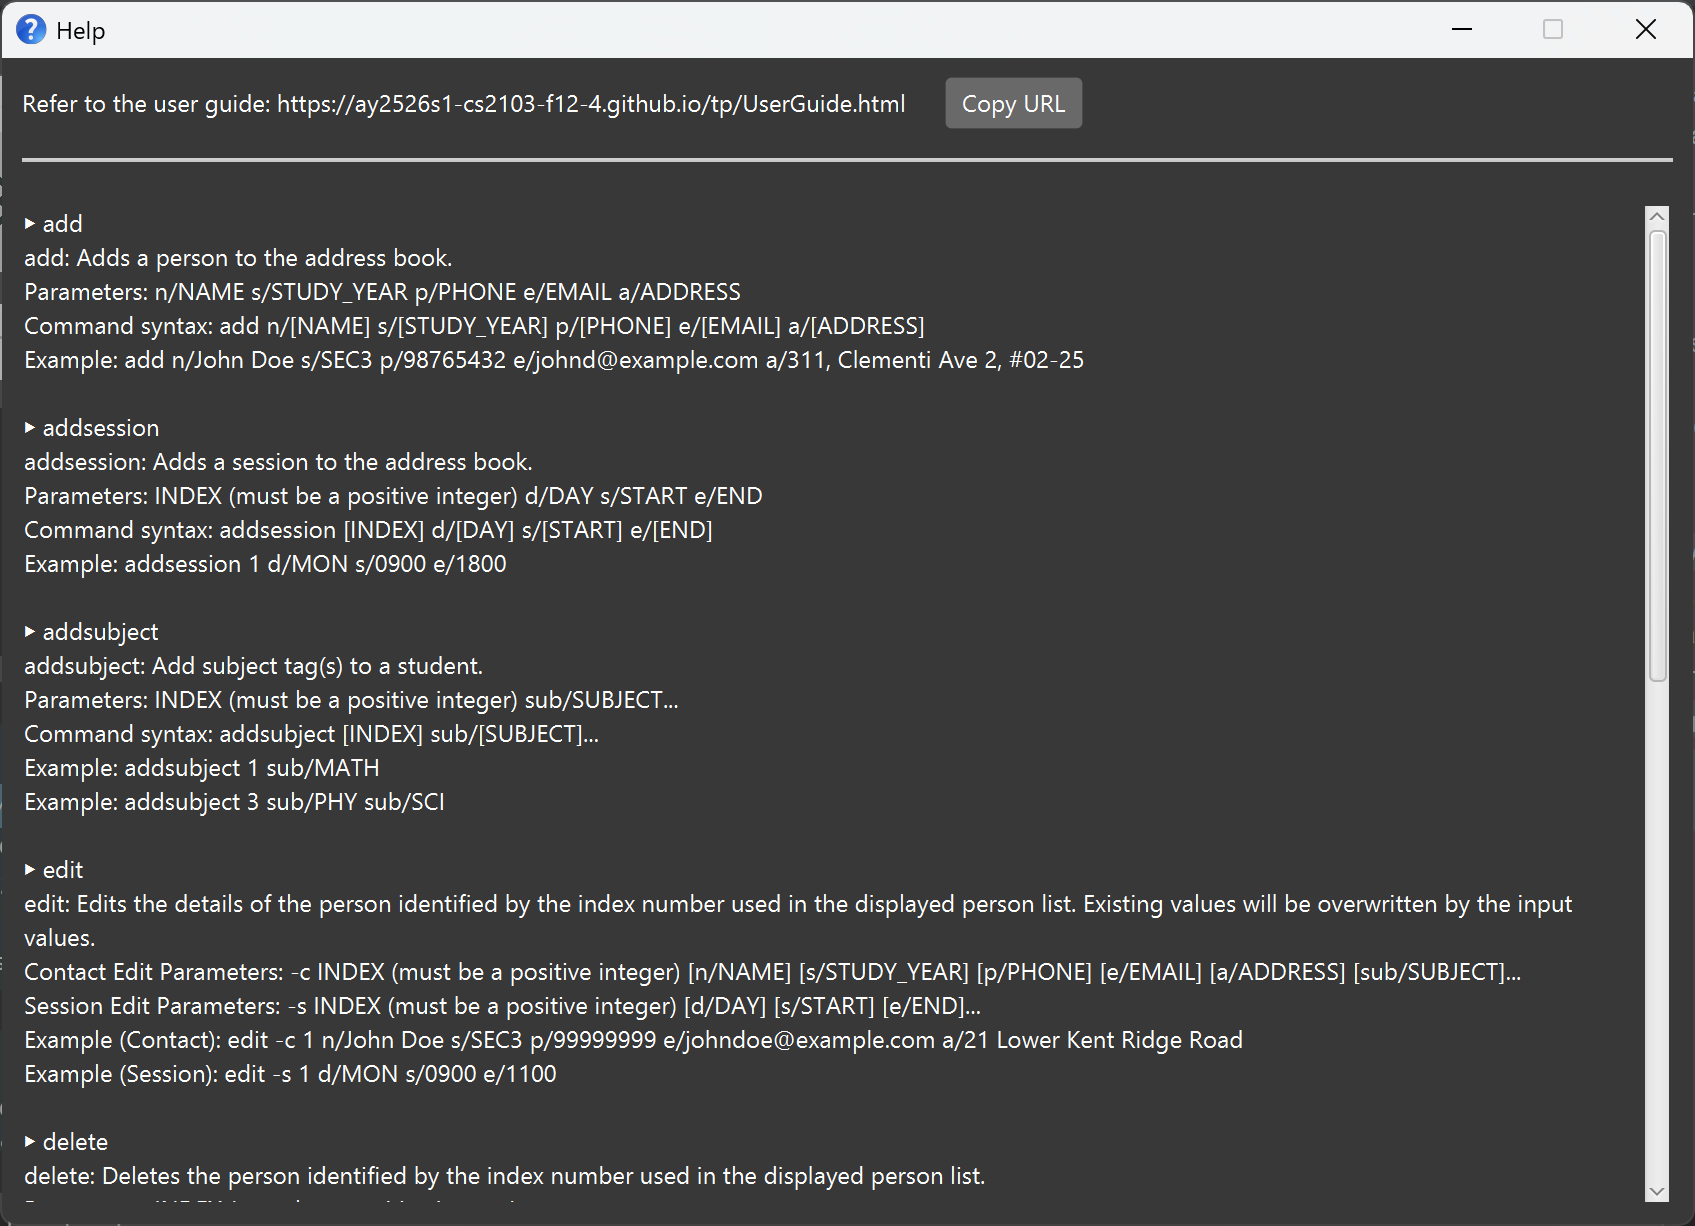 Help
Refer to the user guide: https://ay2526s1-cs2103-f12-4.github.io/tp/UserGuide.html
Copy URL
▶ add
add: Adds a person to the address book.
Parameters: n/NAME s/STUDY_YEAR p/PHONE e/EMAIL a/ADDRESS
Command syntax: add n/[NAME] s/[STUDY_YEAR] p/[PHONE] e/[EMAIL] a/[ADDRESS]
Example: add n/John Doe s/SEC3 p/98765432 e/johnd@example.com a/311, Clementi Ave 2, #02-25
▶ addsession
addsession: Adds a session to the address book.
Parameters: INDEX (must be a positive integer) d/DAY s/START e/END
Command syntax: addsession [INDEX] d/[DAY] s/[START] e/[END]
Example: addsession 1 d/MON s/0900 e/1800
▶ addsubject
addsubject: Add subject tag(s) to a student.
Parameters: INDEX (must be a positive integer) sub/SUBJECT...
Command syntax: addsubject [INDEX] sub/[SUBJECT]...
Example: addsubject 1 sub/MATH
Example: addsubject 3 sub/PHY sub/SCI
▶ edit
edit: Edits the details of the person identified by the index number used in the displayed person list. Existing values will be overwritten by the input
values.
Contact Edit Parameters: -c INDEX (must be a positive integer) [n/NAME] [s/STUDY_YEAR] [p/PHONE] [e/EMAIL] [a/ADDRESS] [sub/SUBJECT]...
Session Edit Parameters: -s INDEX (must be a positive integer) [d/DAY] [s/START] [e/END]...
Example (Contact): edit -c 1 n/John Doe s/SEC3 p/99999999 e/johndoe@example.com a/21 Lower Kent Ridge Road
Example (Session): edit -s 1 d/MON s/0900 e/1100
▶ delete
delete: Deletes the person identified by the index number used in the displayed person list.